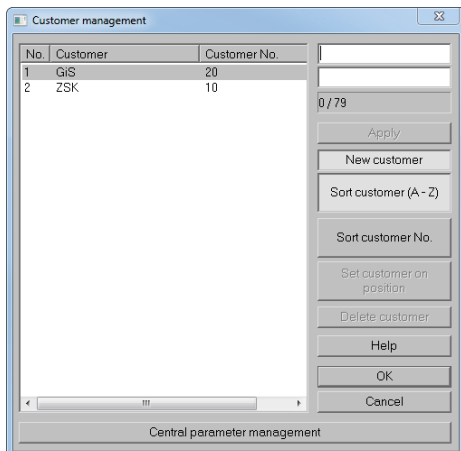 Customer management
No. Customer Customer No.
1 GiS 20
2 ZSK 10
0 / 79
Apply
New customer
Sort customer (A - Z)
Sort customer No.
Set customer on
position
Delete customer
Help
OK
Cancel
Central parameter management